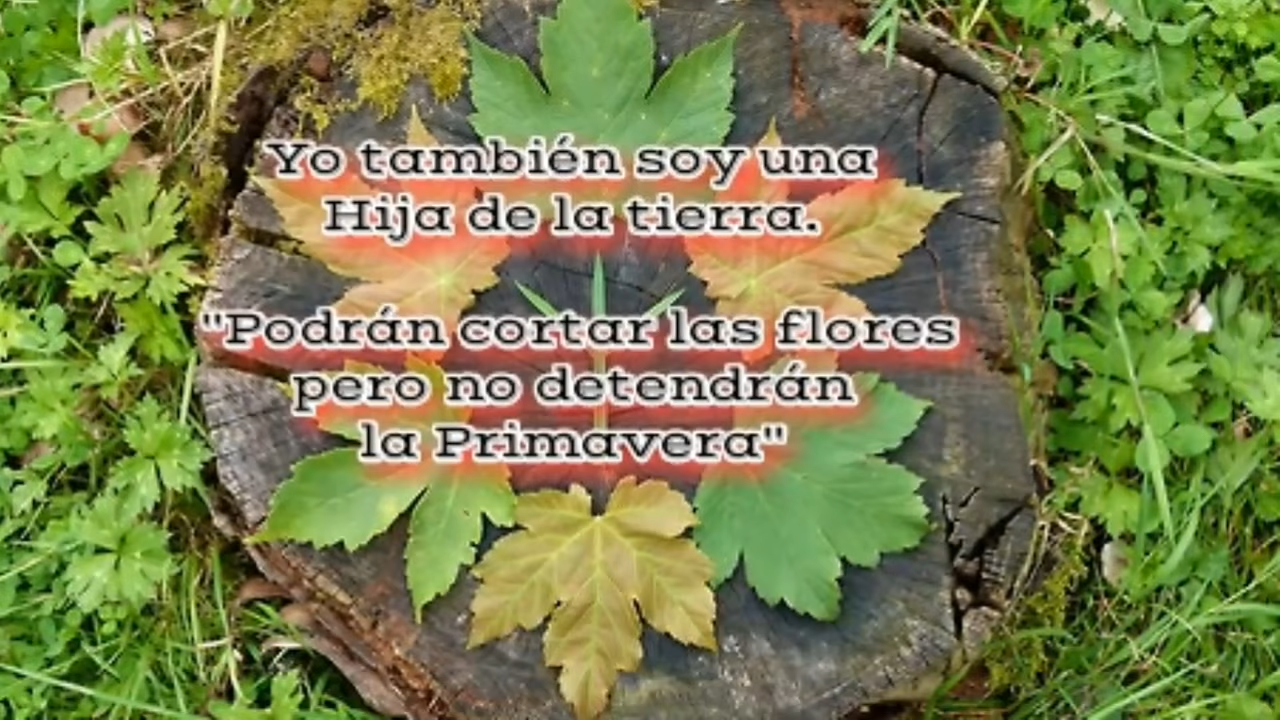 Yo también soy una
Hija de la tierra.
"Podrán cortar las flores
pero no detendrán
la Primavera"